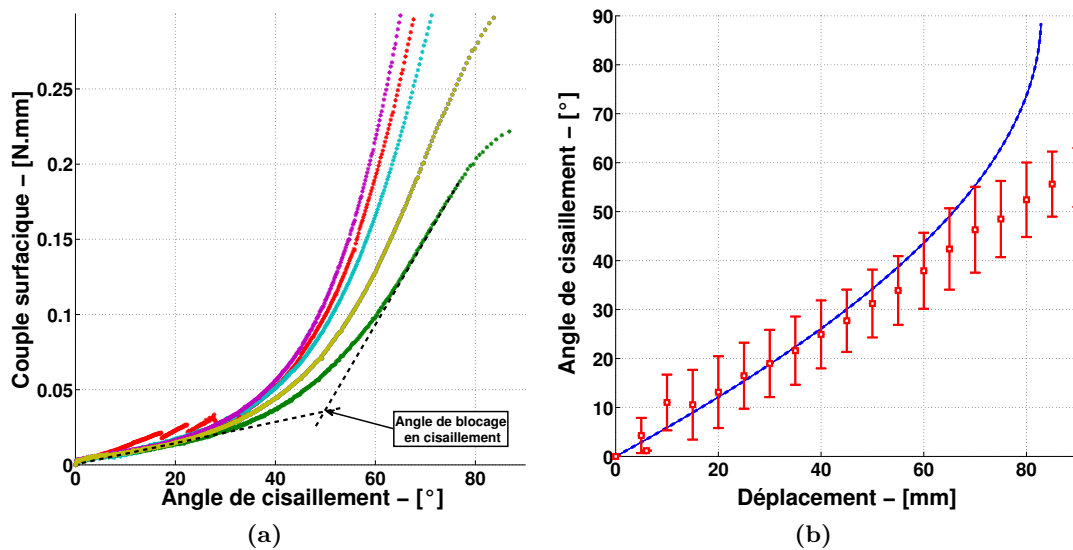 0.25
0.2
0.15
0.1
0.05
0
0 20 40 60 80
Couple surfacique – [N.mm]
Angle de cisaillement – [°]
Angle de blocage
en cisaillement
(a)
90
80
70
60
50
40
30
20
10
0
0 20 40 60 80
Angle de cisaillement – [°]
Déplacement – [mm]
(b)